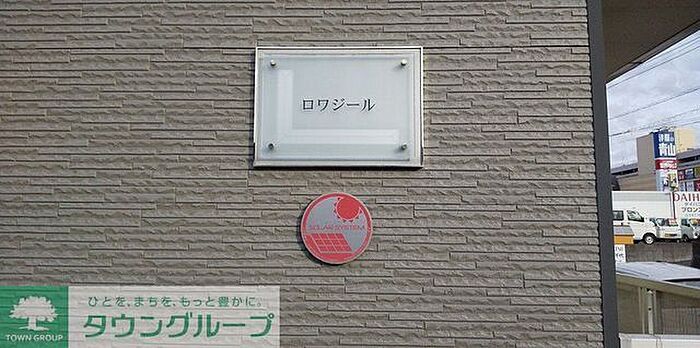 ロワジール
SOLAR SYSTEM
洋服の
青山
DAIH
ひとを、まちを、もっと豊かに。
タウングループ
TOWN GROUP